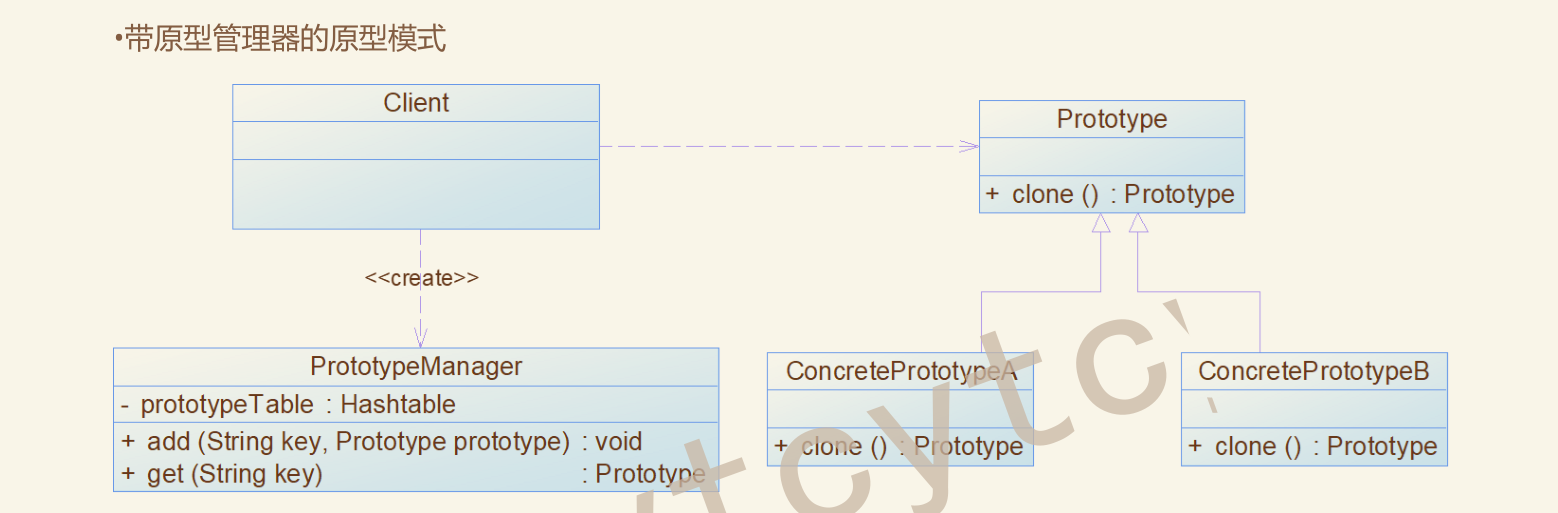 •带原型管理器的原型模式
Client
Prototype
+ clone () : Prototype
<<create>>
PrototypeManager
- prototypeTable : Hashtable
+ add (String key, Prototype prototype) : void
+ get (String key) : Prototype
ConcretePrototypeA
+ clone () : Prototype
ConcretePrototypeB
+ clone () : Prototype
ytcytc